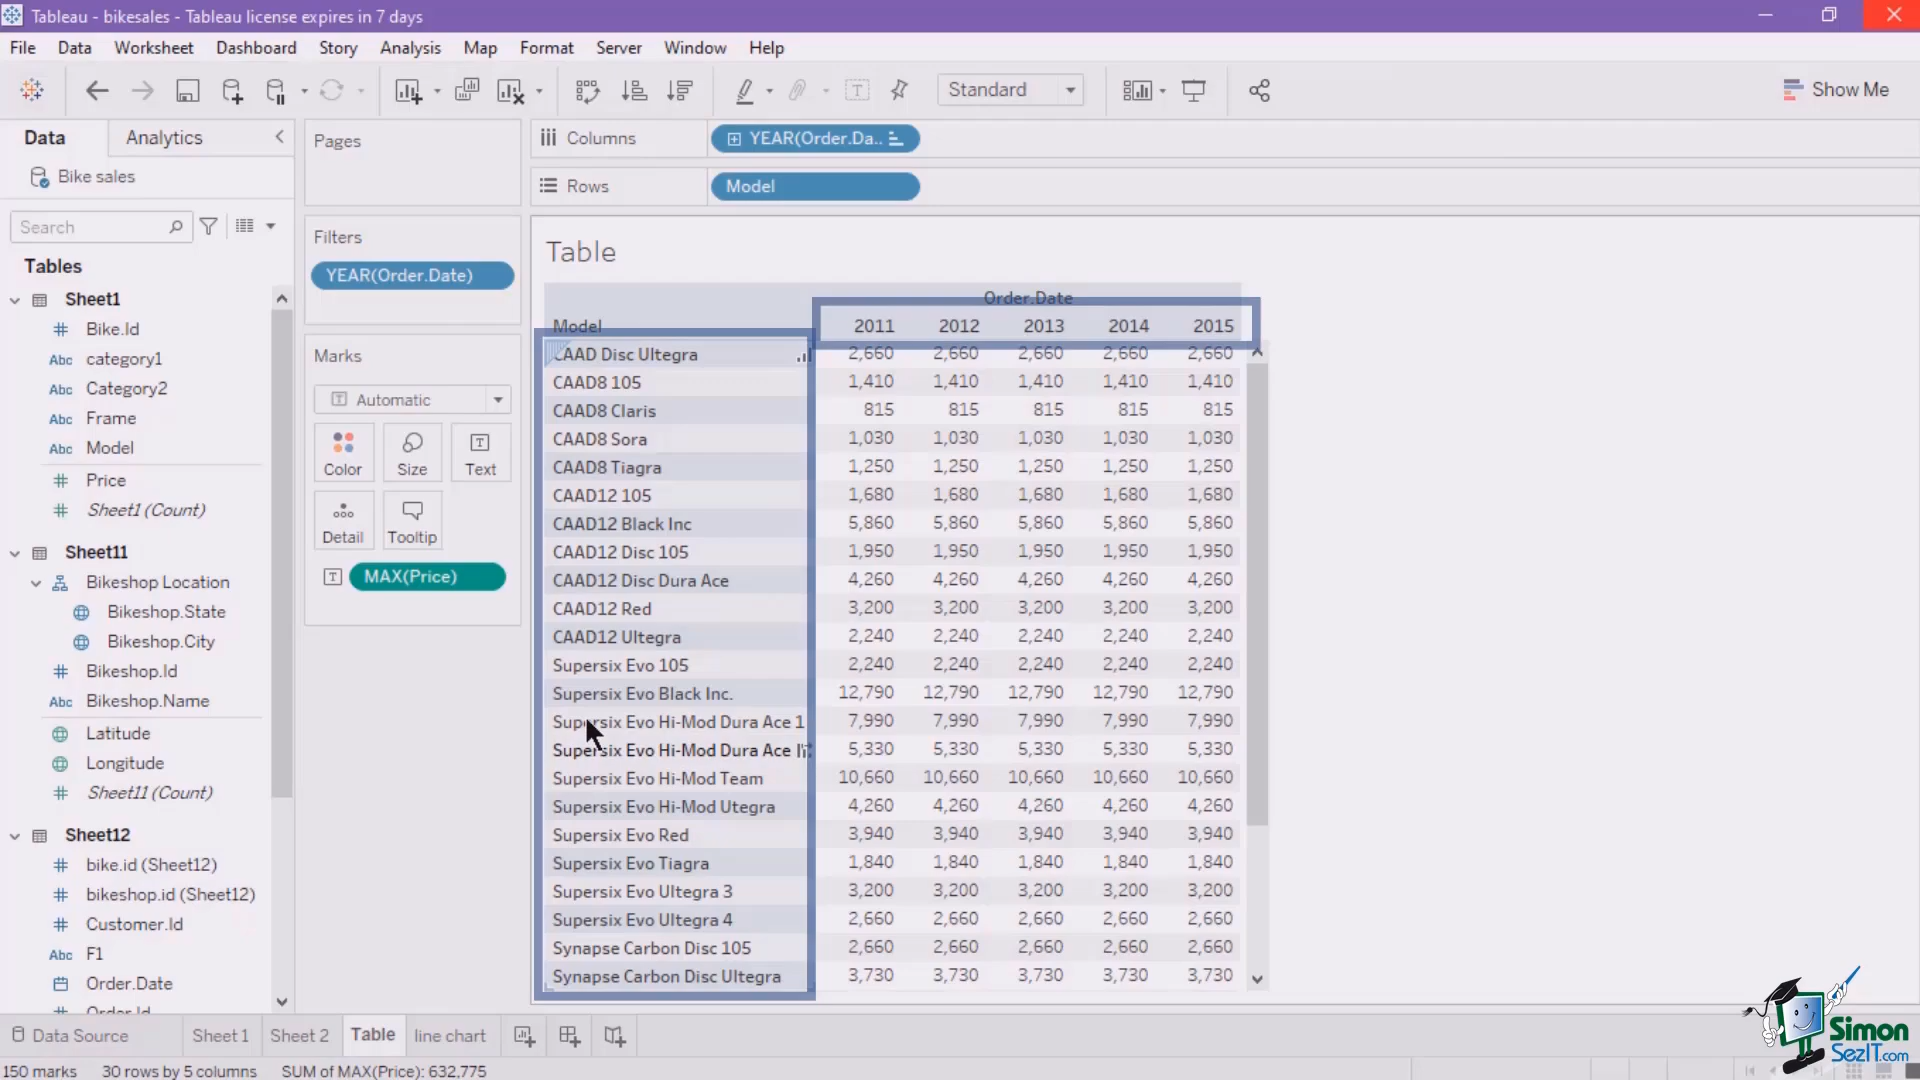 Tableau - bikesales - Tableau license expires in 7 days
File Data Worksheet Dashboard Story Analysis Map Format Server Window Help
Standard
Show Me
Data Analytics
Bike sales
Search
Tables
Sheet1
Bike.Id
Abc category1
Abc Category2
Abc Frame
Abc Model
Price
Sheet1 (Count)
Sheet11
Bikeshop Location
Bikeshop.State
Bikeshop.City
Bikeshop.Id
Abc Bikeshop.Name
Latitude
Longitude
Sheet11 (Count)
Sheet12
bike.id (Sheet12)
bikeshop.id (Sheet12)
Customer.Id
Abc F1
Order.Date
Order.Id
Pages
Filters
YEAR(Order.Date)
Marks
Automatic
Color Size Text
Detail Tooltip
MAX(Price)
Columns YEAR(Order.Da..
Rows Model
Table
Order.Date
Model 2011 2012 2013 2014 2015
CAAD Disc Ultegra 2,660 2,660 2,660 2,660 2,660
CAAD8 105 1,410 1,410 1,410 1,410 1,410
CAAD8 Claris 815 815 815 815 815
CAAD8 Sora 1,030 1,030 1,030 1,030 1,030
CAAD8 Tiagra 1,250 1,250 1,250 1,250 1,250
CAAD12 105 1,680 1,680 1,680 1,680 1,680
CAAD12 Black Inc 5,860 5,860 5,860 5,860 5,860
CAAD12 Disc 105 1,950 1,950 1,950 1,950 1,950
CAAD12 Disc Dura Ace 4,260 4,260 4,260 4,260 4,260
CAAD12 Red 3,200 3,200 3,200 3,200 3,200
CAAD12 Ultegra 2,240 2,240 2,240 2,240 2,240
Supersix Evo 105 2,240 2,240 2,240 2,240 2,240
Supersix Evo Black Inc. 12,790 12,790 12,790 12,790 12,790
Supersix Evo Hi-Mod Dura Ace 1 7,990 7,990 7,990 7,990 7,990
Supersix Evo Hi-Mod Dura Ace 5,330 5,330 5,330 5,330 5,330
Supersix Evo Hi-Mod Team 10,660 10,660 10,660 10,660 10,660
Supersix Evo Hi-Mod Utegra 4,260 4,260 4,260 4,260 4,260
Supersix Evo Red 3,940 3,940 3,940 3,940 3,940
Supersix Evo Tiagra 1,840 1,840 1,840 1,840 1,840
Supersix Evo Ultegra 3 3,200 3,200 3,200 3,200 3,200
Supersix Evo Ultegra 4 2,660 2,660 2,660 2,660 2,660
Synapse Carbon Disc 105 2,660 2,660 2,660 2,660 2,660
Synapse Carbon Disc Ultegra 3,730 3,730 3,730 3,730 3,730
Data Source Sheet 1 Sheet 2 Table line chart
150 marks 30 rows by 5 columns SUM of MAX(Price): 632,775
Simon
SezIT.com